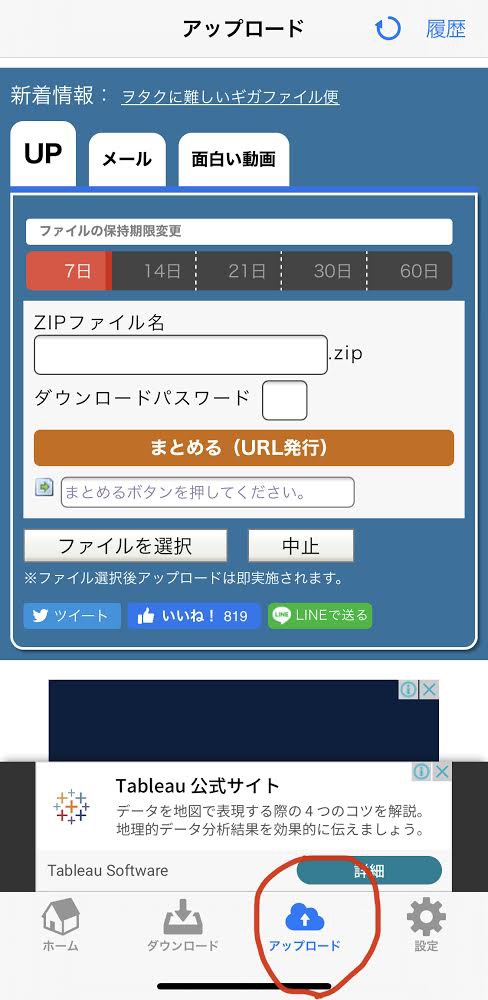 アップロード
履歴
新着情報： ヲタクに難しいギガファイル便
UP
メール
面白い動画
ファイルの保持期限変更
7日
14日
21日
30日
60日
ZIPファイル名
.zip
ダウンロードパスワード
まとめる（URL発行）
まとめるボタンを押してください。
ファイルを選択
中止
※ファイル選択後アップロードは即実施されます。
ツイート
いいね！ 819
LINE
LINEで送る
Tableau 公式サイト
データを地図で表現する際の４つのコツを解説。
地理的データ分析結果を効果的に伝えましょう。
Tableau Software
詳細
ホーム
ダウンロード
アップロード
設定